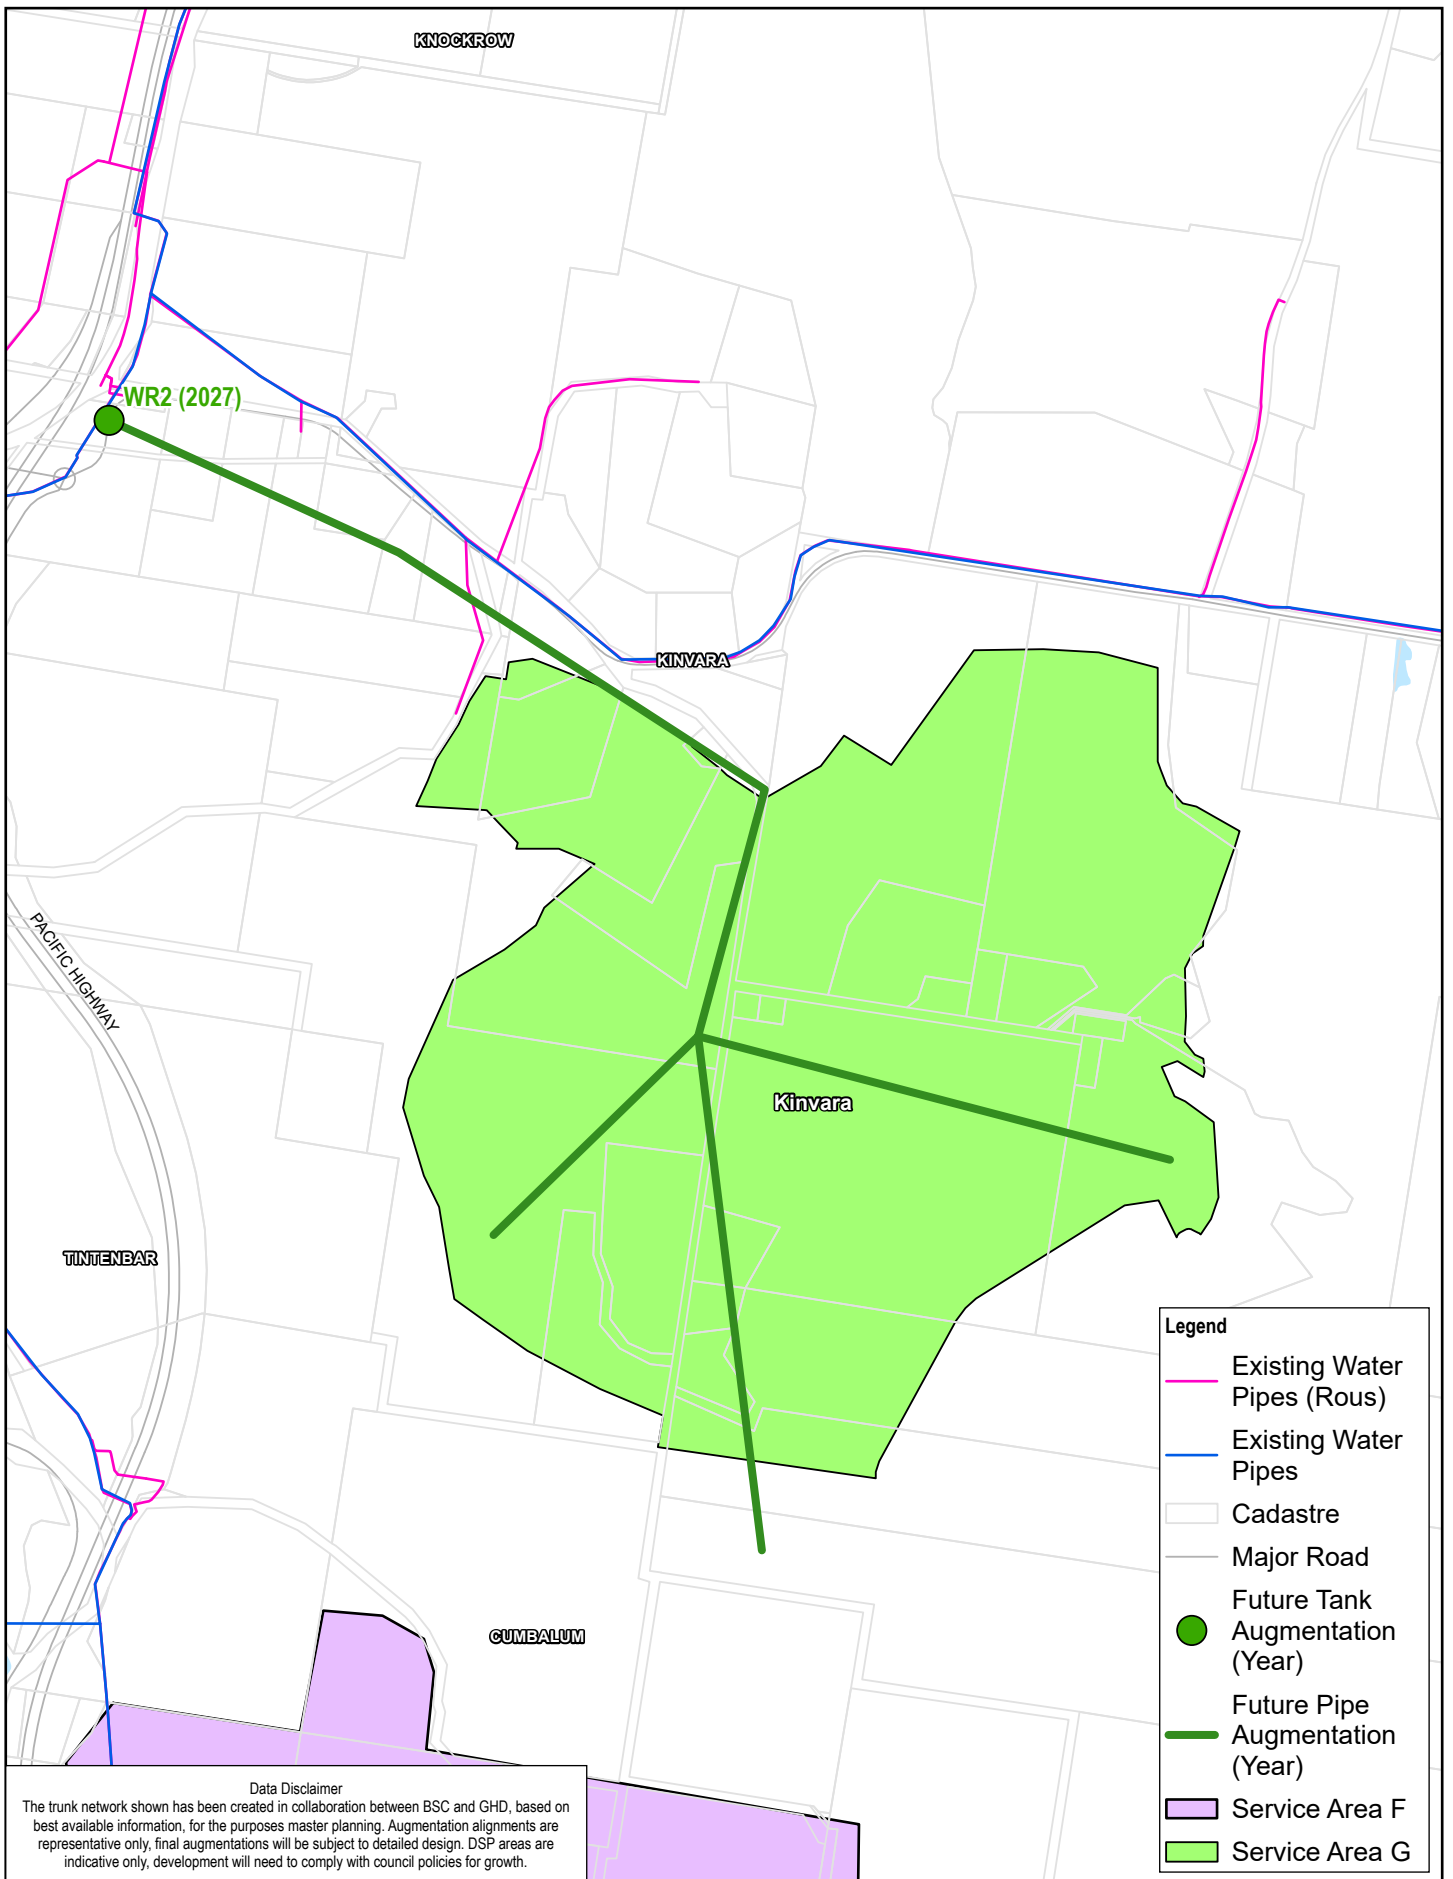 KNOCKROW
WR2 (2027)
KINVARA
PACIFIC HIGHWAY
Kinvara
TINTENBAR
CUMBALUM
Legend
Existing Water
Pipes (Rous)
Existing Water
Pipes
Cadastre
Major Road
Future Tank
Augmentation
(Year)
Future Pipe
Augmentation
(Year)
Service Area F
Service Area G
Data Disclaimer
The trunk network shown has been created in collaboration between BSC and GHD, based on
best available information, for the purposes master planning. Augmentation alignments are
representative only, final augmentations will be subject to detailed design. DSP areas are
indicative only, development will need to comply with council policies for growth.